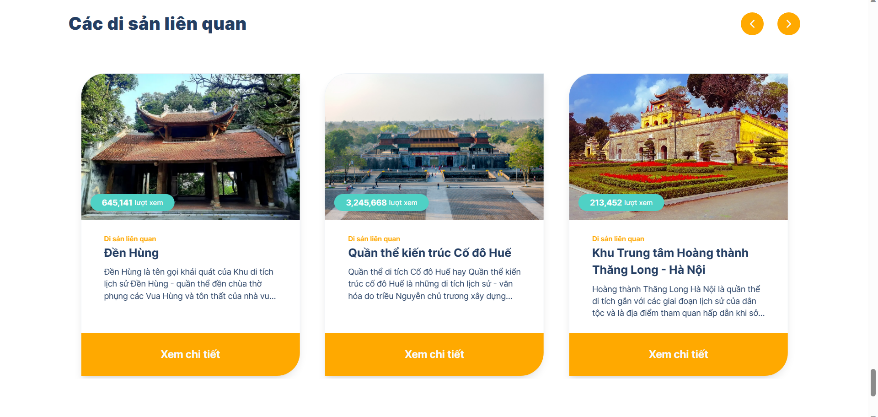 Các di sản liên quan
645,141 lượt xem
Di sản liên quan
Đền Hùng
Đền Hùng là tên gọi khái quát của Khu di tích
lịch sử Đền Hùng - quần thể đền chùa thờ
phụng các Vua Hùng và tôn thất của nhà vu...
Xem chi tiết
3,245,668 lượt xem
Di sản liên quan
Quần thể kiến trúc Cố đô Huế
Quần thể di tích Cố đô Huế hay Quần thể kiến
trúc cố đô Huế là những di tích lịch sử - văn
hóa do triều Nguyễn chủ trương xây dựng...
Xem chi tiết
213,452 lượt xem
Di sản liên quan
Khu Trung tâm Hoàng thành
Thăng Long - Hà Nội
Hoàng thành Thăng Long Hà Nội là quần thể
di tích gắn với các giai đoạn lịch sử của dân
tộc và là địa điểm tham quan hấp dẫn khi sở...
Xem chi tiết